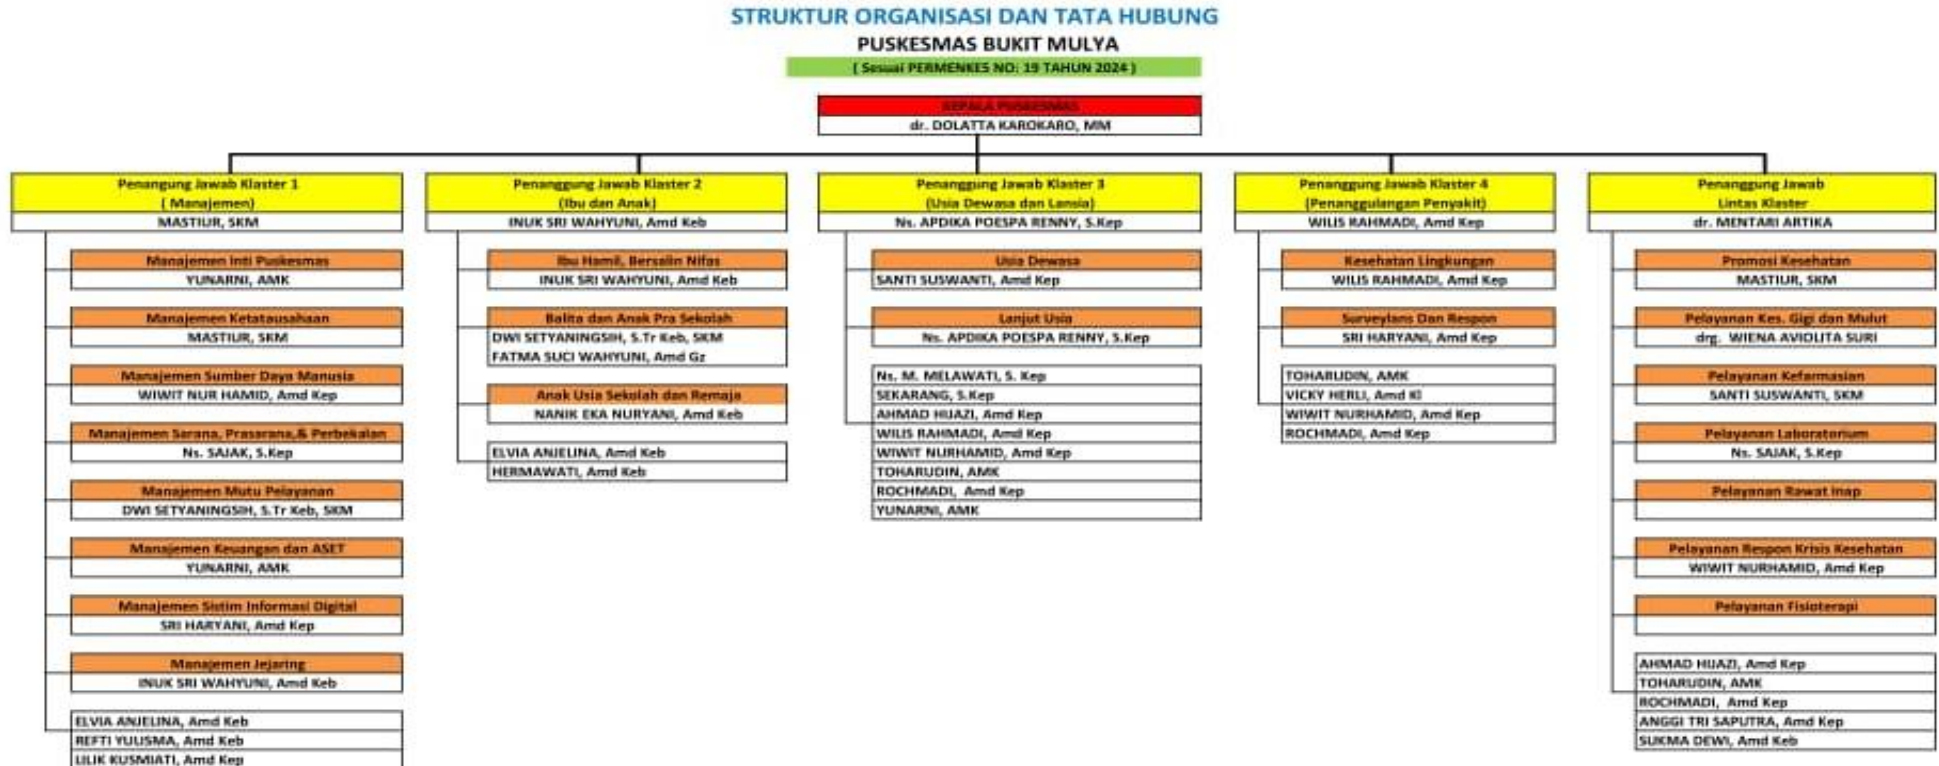 STRUKTUR ORGANISASI DAN TATA HUBUNG
PUSKESMAS BUKIT MULYA
( Sesuai PERMENKES NO: 19 TAHUN 2024 )
KEPALA PUSKESMAS
dr. DOLATTA KAROKARO, MM
Penangung Jawab Klaster 1
( Manajemen)
MASTIUR, SKM
Manajemen Inti Puskesmas
YUNARNI, AMK
Manajemen Ketatausahaan
MASTIUR, SKM
Manajemen Sumber Daya Manusia
WIWIT NUR HAMID, Amd Kep
Manajemen Sarana, Prasarana,& Perbekalan
Ns. SAJAK, S.Kep
Manajemen Mutu Pelayanan
DWI SETYANINGSIH, S.Tr Keb, SKM
Manajemen Keuangan dan ASET
YUNARNI, AMK
Manajemen Sistim Informasi Digital
SRI HARYANI, Amd Kep
Manajemen Jejaring
INUK SRI WAHYUNI, Amd Keb
ELVIA ANJELINA, Amd Keb
REFTI YULISMA, Amd Keb
LILIK KUSMIATI, Amd Kep
Penanggung Jawab Klaster 2
(Ibu dan Anak)
INUK SRI WAHYUNI, Amd Keb
Ibu Hamil, Bersalin Nifas
INUK SRI WAHYUNI, Amd Keb
Balita dan Anak Pra Sekolah
DWI SETYANINGSIH, S.Tr Keb, SKM
FATMA SUCI WAHYUNI, Amd Gz
Anak Usia Sekolah dan Remaja
NANIK EKA NURYANI, Amd Keb
ELVIA ANJELINA, Amd Keb
HERMAWATI, Amd Keb
Penanggung Jawab Klaster 3
(Usia Dewasa dan Lansia)
Ns. APDIKA POESPA RENNY, S.Kep
Usia Dewasa
SANTI SUSWANTI, Amd Kep
Lanjut Usia
Ns. APDIKA POESPA RENNY, S.Kep
Ns. M. MELAWATI, S. Kep
SEKARANG, S.Kep
AHMAD HIJAZI, Amd Kep
WILIS RAHMADI, Amd Kep
WIWIT NURHAMID, Amd Kep
TOHARUDIN, AMK
ROCHMADI, Amd Kep
YUNARNI, AMK
Penanggung Jawab Klaster 4
(Penanggulangan Penyakit)
WILIS RAHMADI, Amd Kep
Kesehatan Lingkungan
WILIS RAHMADI, Amd Kep
Surveylans Dan Respon
SRI HARYANI, Amd Kep
TOHARUDIN, AMK
VICKY HERLI, Amd Kl
WIWIT NURHAMID, Amd Kep
ROCHMADI, Amd Kep
Penanggung Jawab
Lintas Klaster
dr. MENTARI ARTIKA
Promosi Kesehatan
MASTIUR, SKM
Pelayanan Kes. Gigi dan Mulut
drg. WIENA AVIOLITA SURI
Pelayanan Kefarmasian
SANTI SUSWANTI, SKM
Pelayanan Laboratorium
Ns. SAJAK, S.Kep
Pelayanan Rawat Inap
Pelayanan Respon Krisis Kesehatan
WIWIT NURHAMID, Amd Kep
Pelayanan Fisioterapi
AHMAD HIJAZI, Amd Kep
TOHARUDIN, AMK
ROCHMADI, Amd Kep
ANGGI TRI SAPUTRA, Amd Kep
SUKMA DEWI, Amd Keb